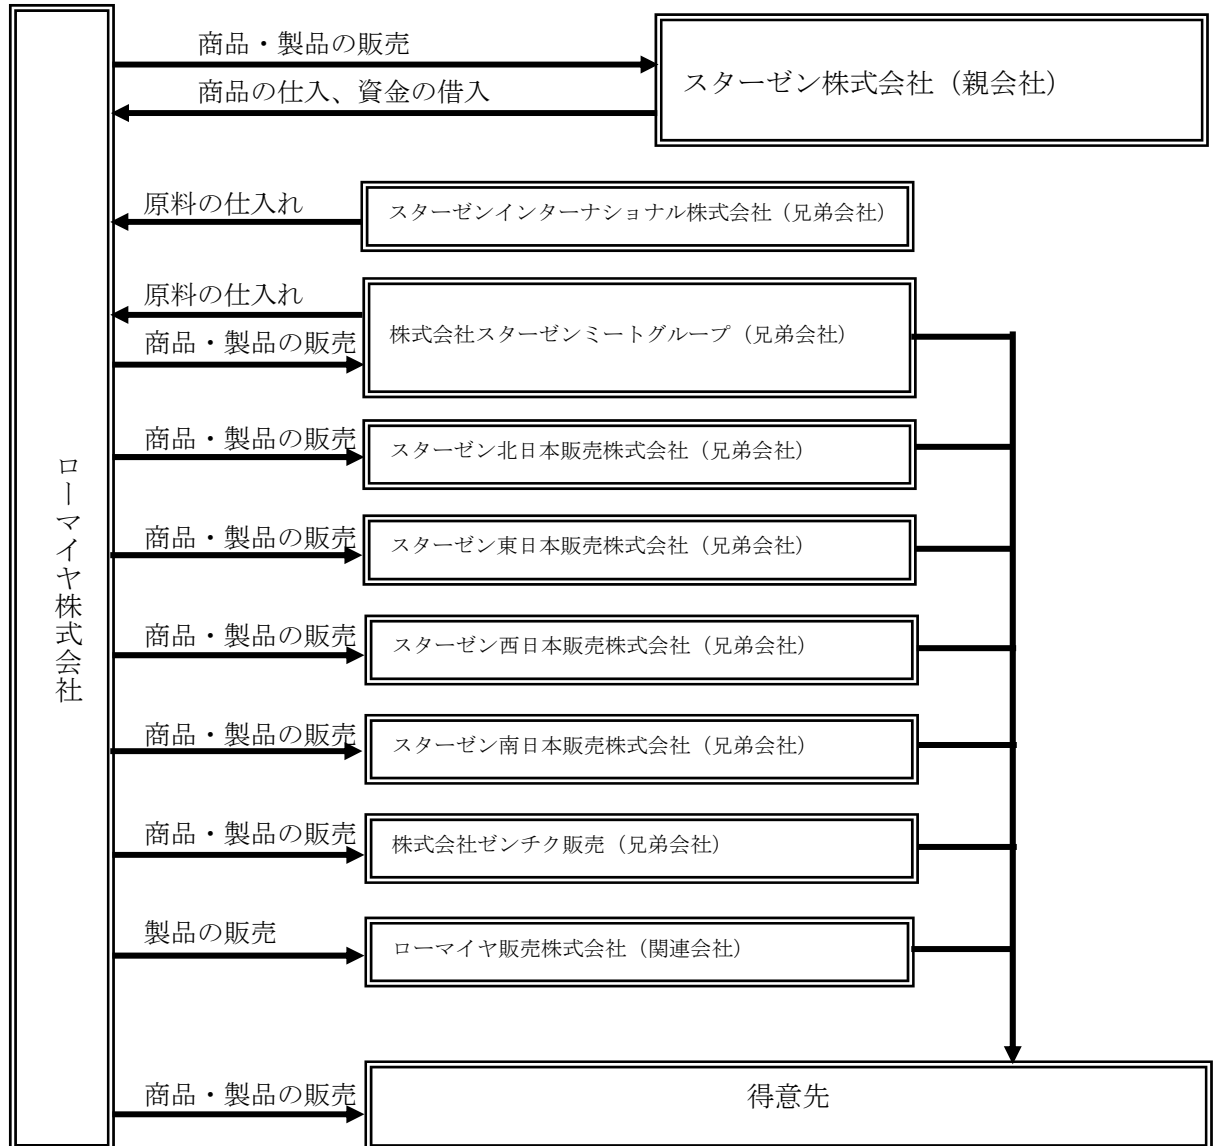 商品・製品の販売
スターゼン株式会社（親会社）
商品の仕入、資金の借入
原料の仕入れ
スターゼンインターナショナル株式会社（兄弟会社）
原料の仕入れ
株式会社スターゼンミートグループ（兄弟会社）
商品・製品の販売
商品・製品の販売
スターゼン北日本販売株式会社（兄弟会社）
ローマイヤ株式会社
商品・製品の販売
スターゼン東日本販売株式会社（兄弟会社）
商品・製品の販売
スターゼン西日本販売株式会社（兄弟会社）
商品・製品の販売
スターゼン南日本販売株式会社（兄弟会社）
商品・製品の販売
株式会社ゼンチク販売（兄弟会社）
製品の販売
ローマイヤ販売株式会社（関連会社）
商品・製品の販売
得意先